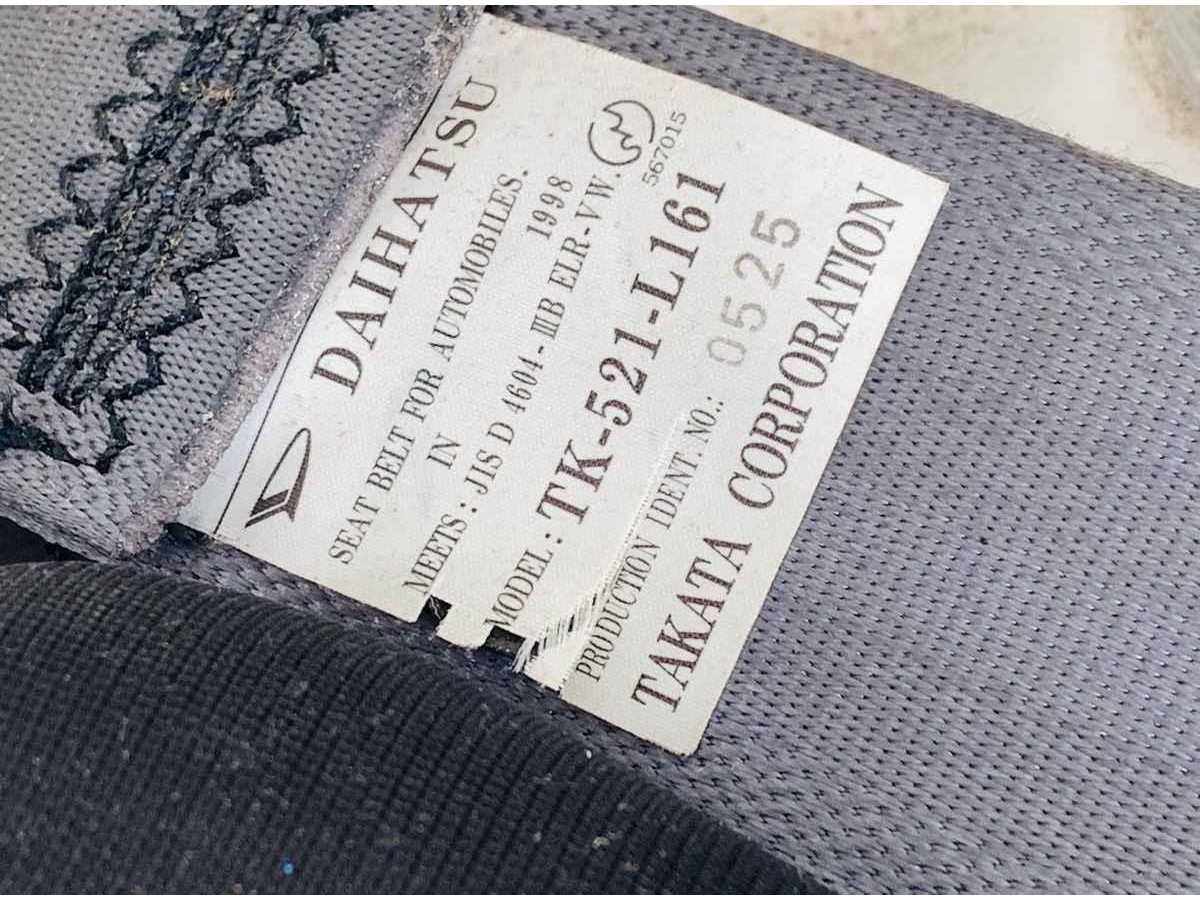 DAIHATSU
SEAT BELT FOR AUTOMOBILES.
IN 1998
MEETS : JIS D 4604-ⅢB ELR-VW.
567015
MODEL : TK-521-L161
PRODUCTION IDENT. NO.: 0525
TAKATA CORPORATION